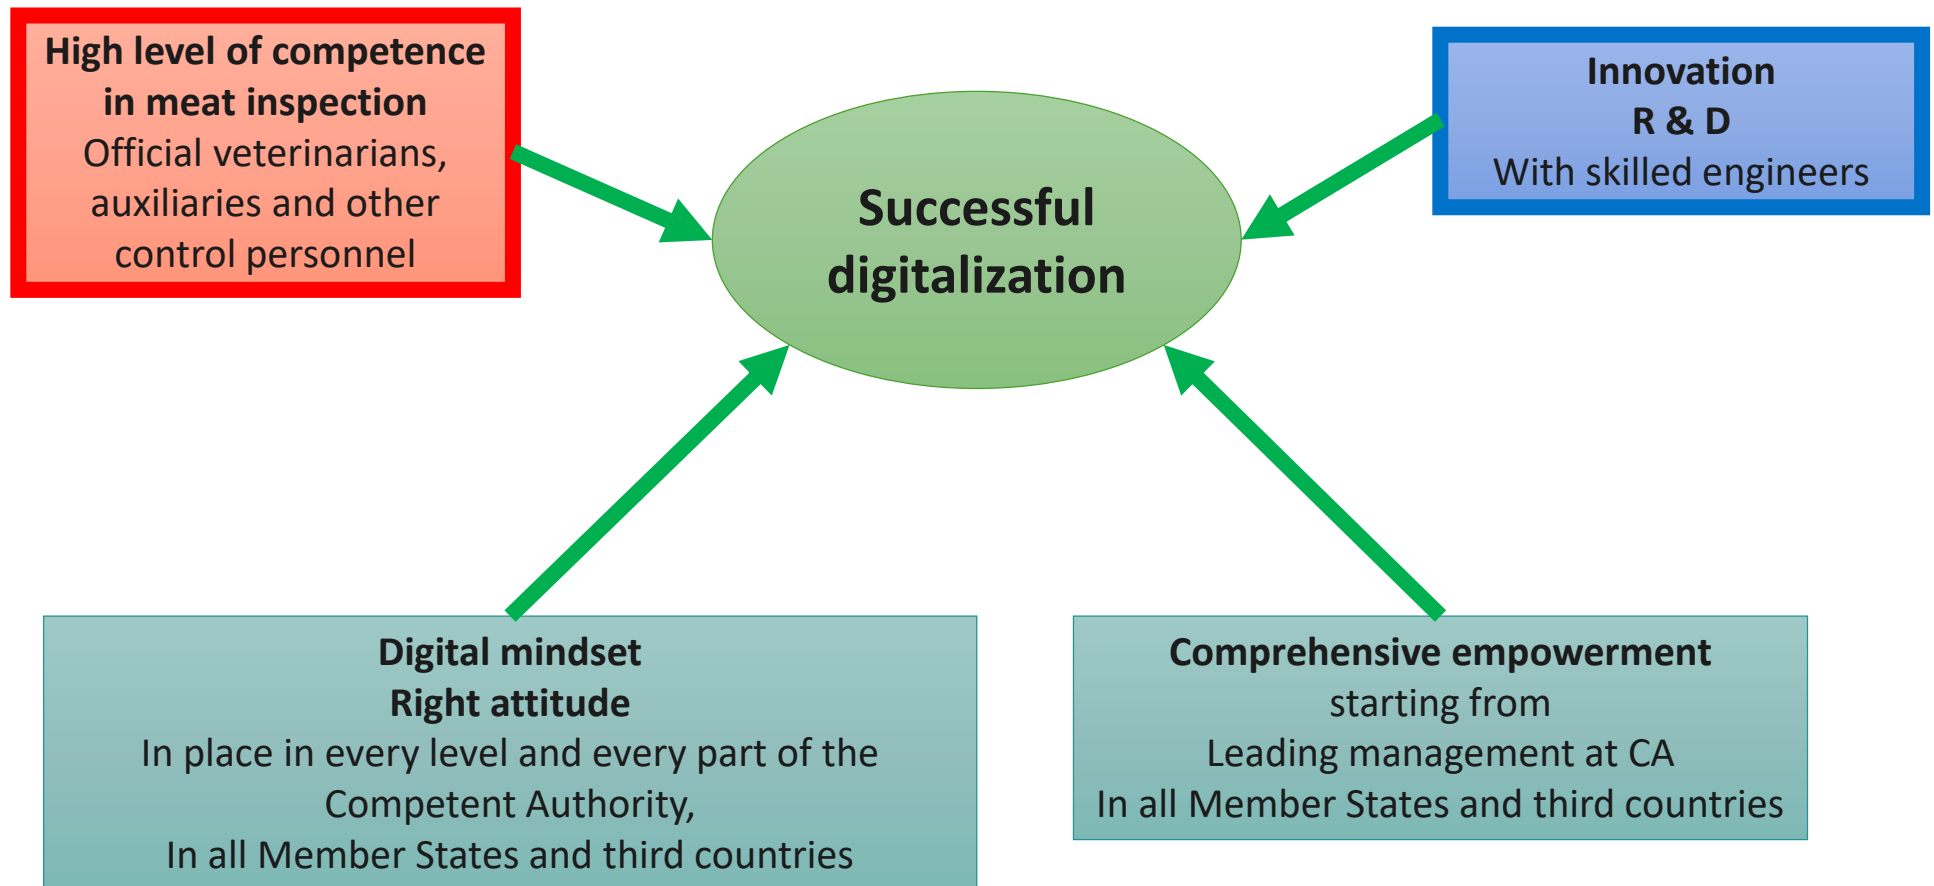 High level of competence
in meat inspection
Official veterinarians,
auxiliaries and other
control personnel
Successful
digitalization
Innovation
R & D
With skilled engineers
Digital mindset
Right attitude
In place in every level and every part of the
Competent Authority,
In all Member States and third countries
Comprehensive empowerment
starting from
Leading management at CA
In all Member States and third countries